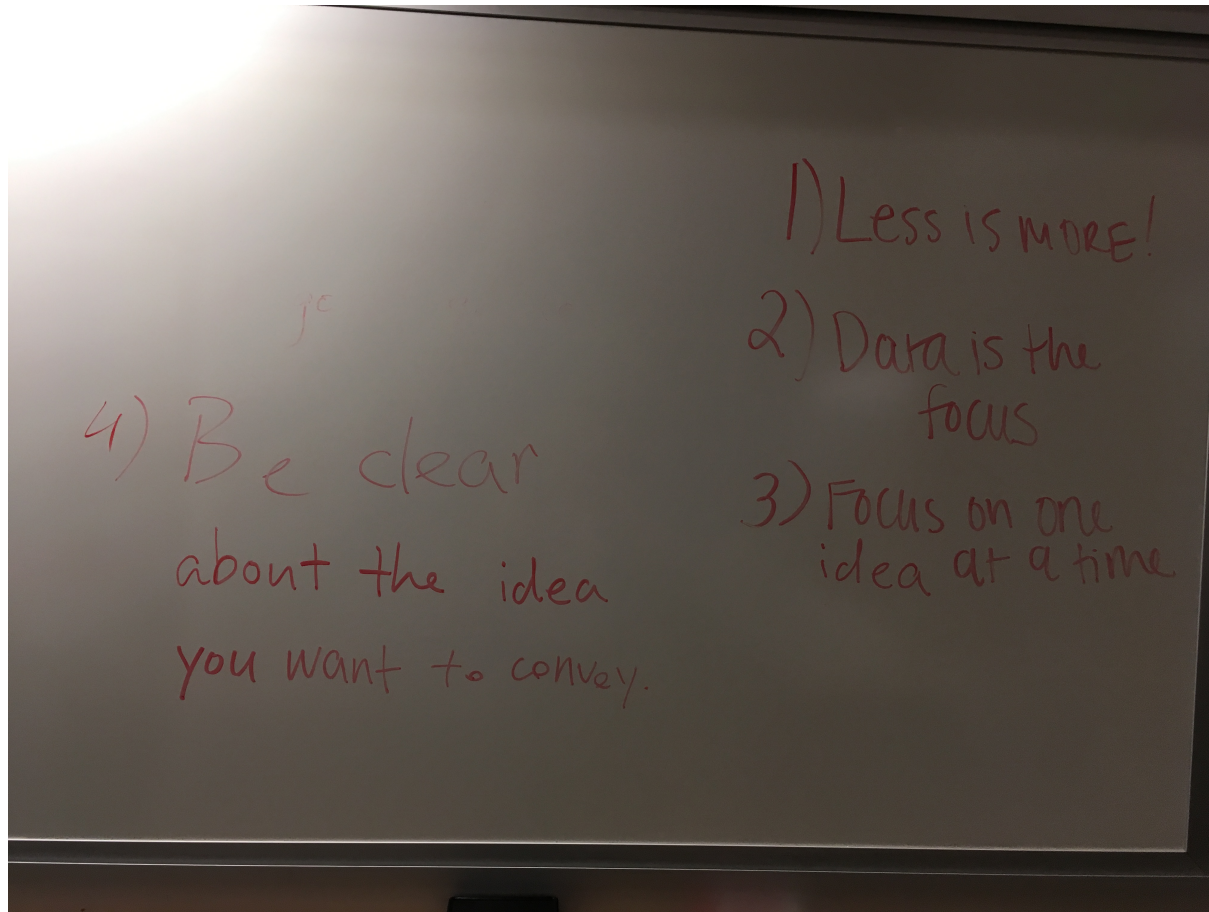 1) Less is MORE!
2) Data is the
focus
3) Focus on one
idea at a time
4) Be clear
about the idea
you want to convey.